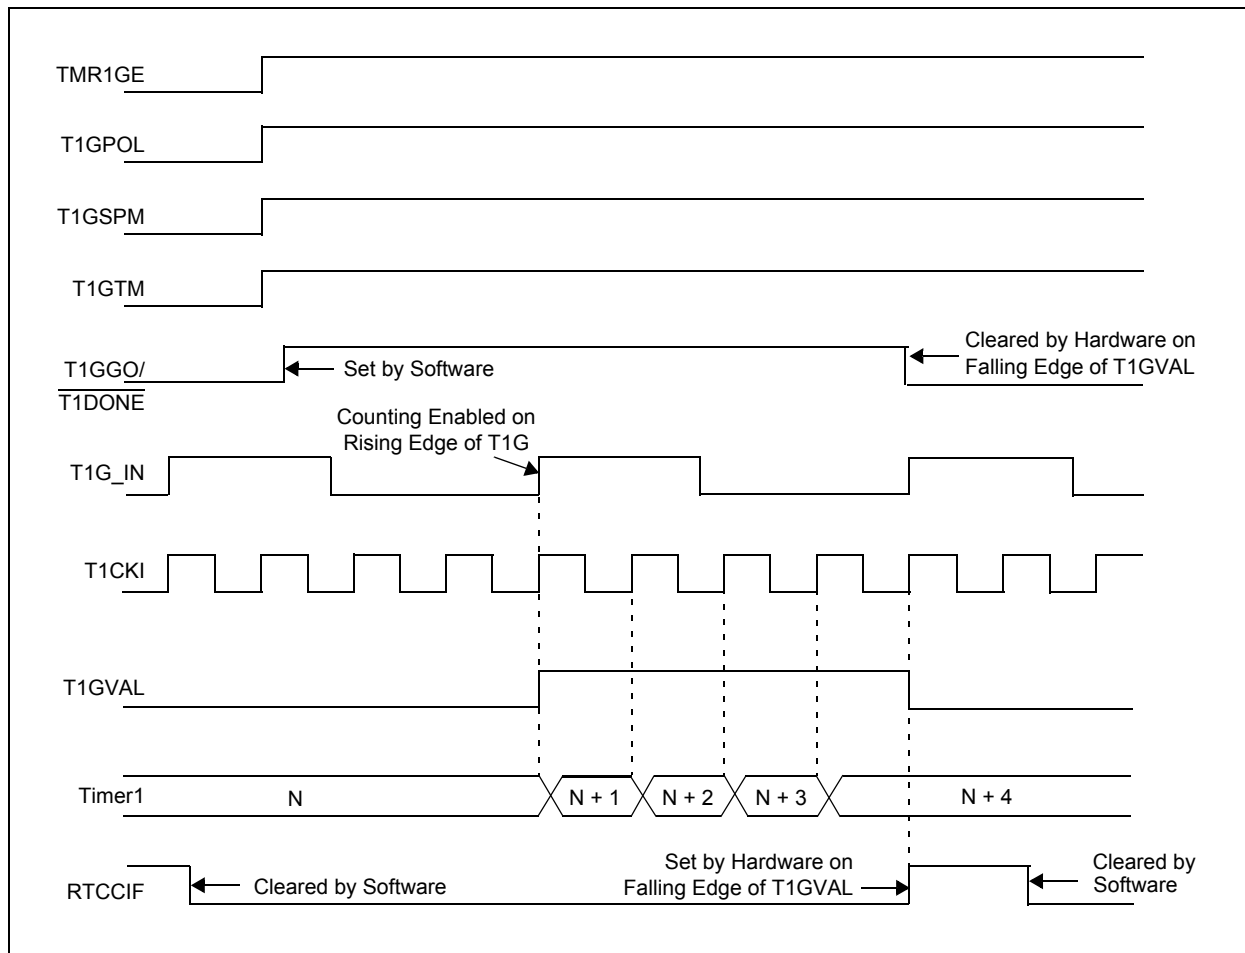 TMR1GE
T1GPOL
T1GSPM
T1GTM
T1GGO/
T1DONE
Set by Software
Cleared by Hardware on
Falling Edge of T1GVAL
Counting Enabled on
Rising Edge of T1G
T1G_IN
T1CKI
T1GVAL
Timer1
N
N + 1
N + 2
N + 3
N + 4
RTCCIF
Cleared by Software
Set by Hardware on
Falling Edge of T1GVAL
Cleared by
Software